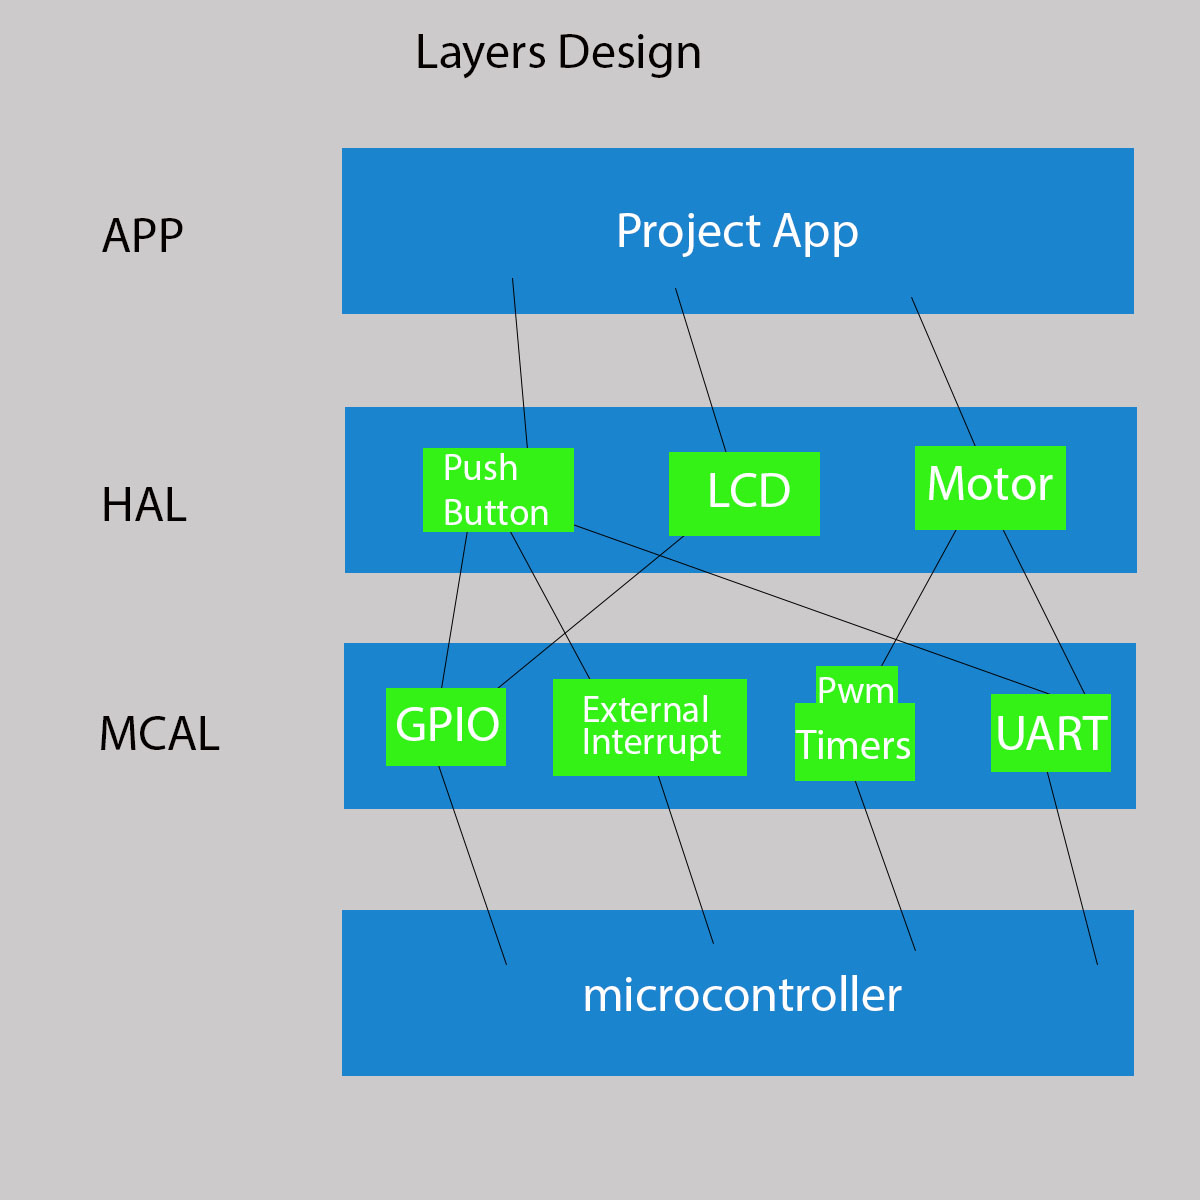 Layers Design
APP
Project App
HAL
Push
Button
LCD
Motor
MCAL
GPIO
External
Interrupt
Pwm
Timers
UART
microcontroller